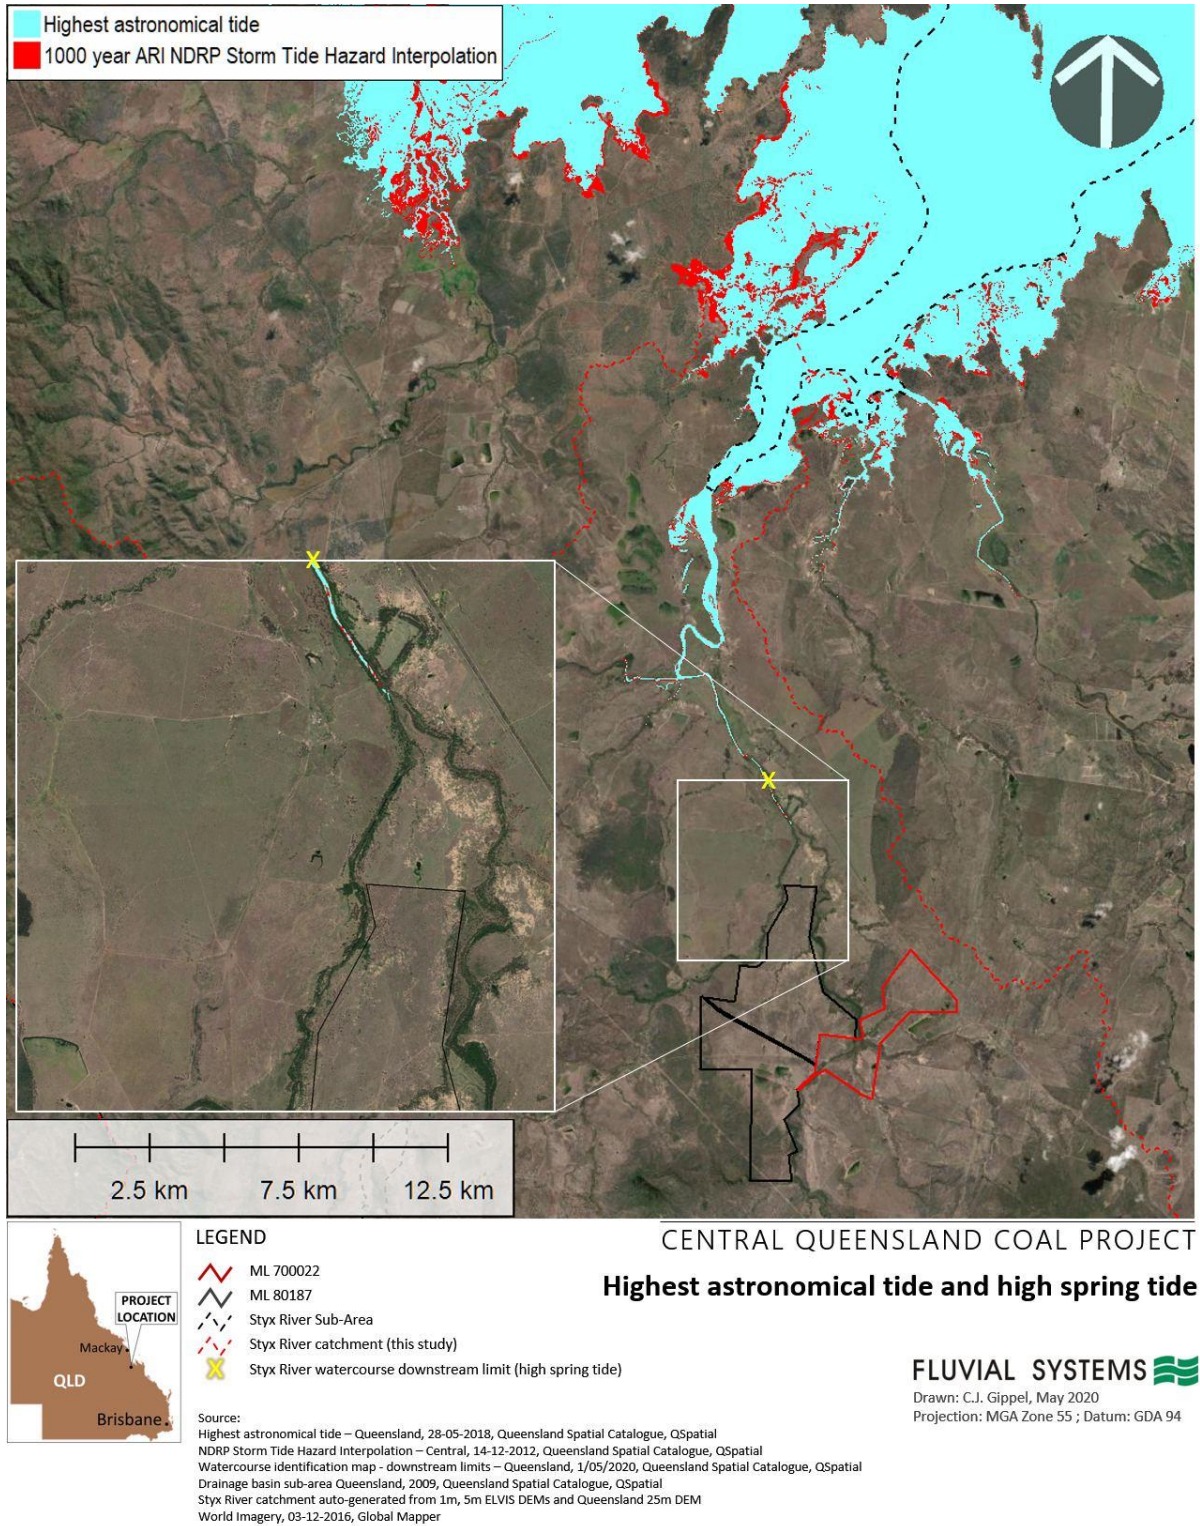 Highest astronomical tide
1000 year ARI NDRP Storm Tide Hazard Interpolation
X
X
2.5 km 7.5 km 12.5 km
PROJECT
LOCATION
Mackay
QLD
Brisbane
LEGEND
ML 700022
ML 80187
Styx River Sub-Area
Styx River catchment (this study)
X Styx River watercourse downstream limit (high spring tide)
CENTRAL QUEENSLAND COAL PROJECT
Highest astronomical tide and high spring tide
FLUVIAL SYSTEMS
Drawn: C.J. Gippel, May 2020
Projection: MGA Zone 55 ; Datum: GDA 94
Source:
Highest astronomical tide – Queensland, 28-05-2018, Queensland Spatial Catalogue, QSpatial
NDRP Storm Tide Hazard Interpolation – Central, 14-12-2012, Queensland Spatial Catalogue, QSpatial
Watercourse identification map - downstream limits – Queensland, 1/05/2020, Queensland Spatial Catalogue, QSpatial
Drainage basin sub-area Queensland, 2009, Queensland Spatial Catalogue, QSpatial
Styx River catchment auto-generated from 1m, 5m ELVIS DEMs and Queensland 25m DEM
World Imagery, 03-12-2016, Global Mapper